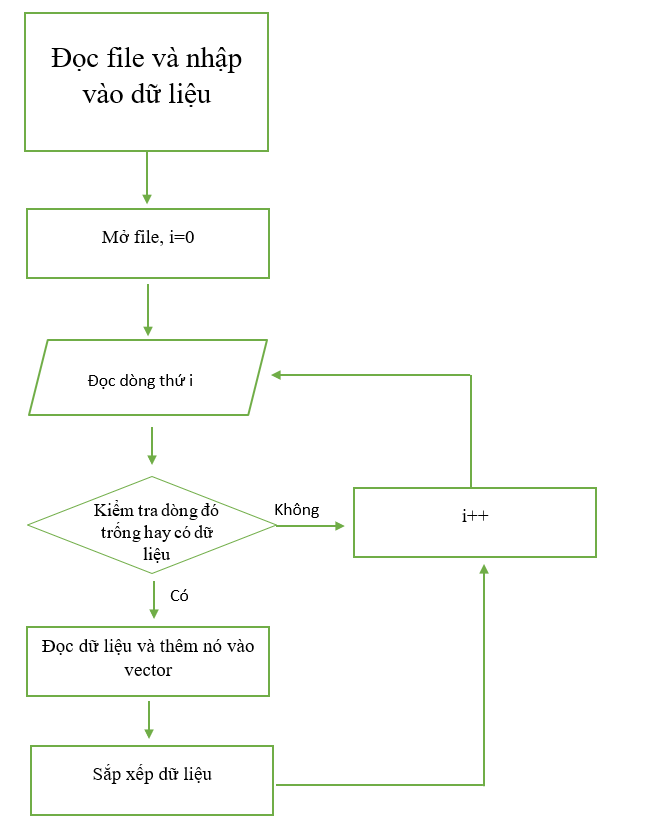 Đọc file và nhập
vào dữ liệu
Mở file, i=0
Đọc dòng thứ i
Kiểm tra dòng đó
trống hay có dữ
liệu
Không
i++
Có
Đọc dữ liệu và thêm nó vào
vector
Sắp xếp dữ liệu